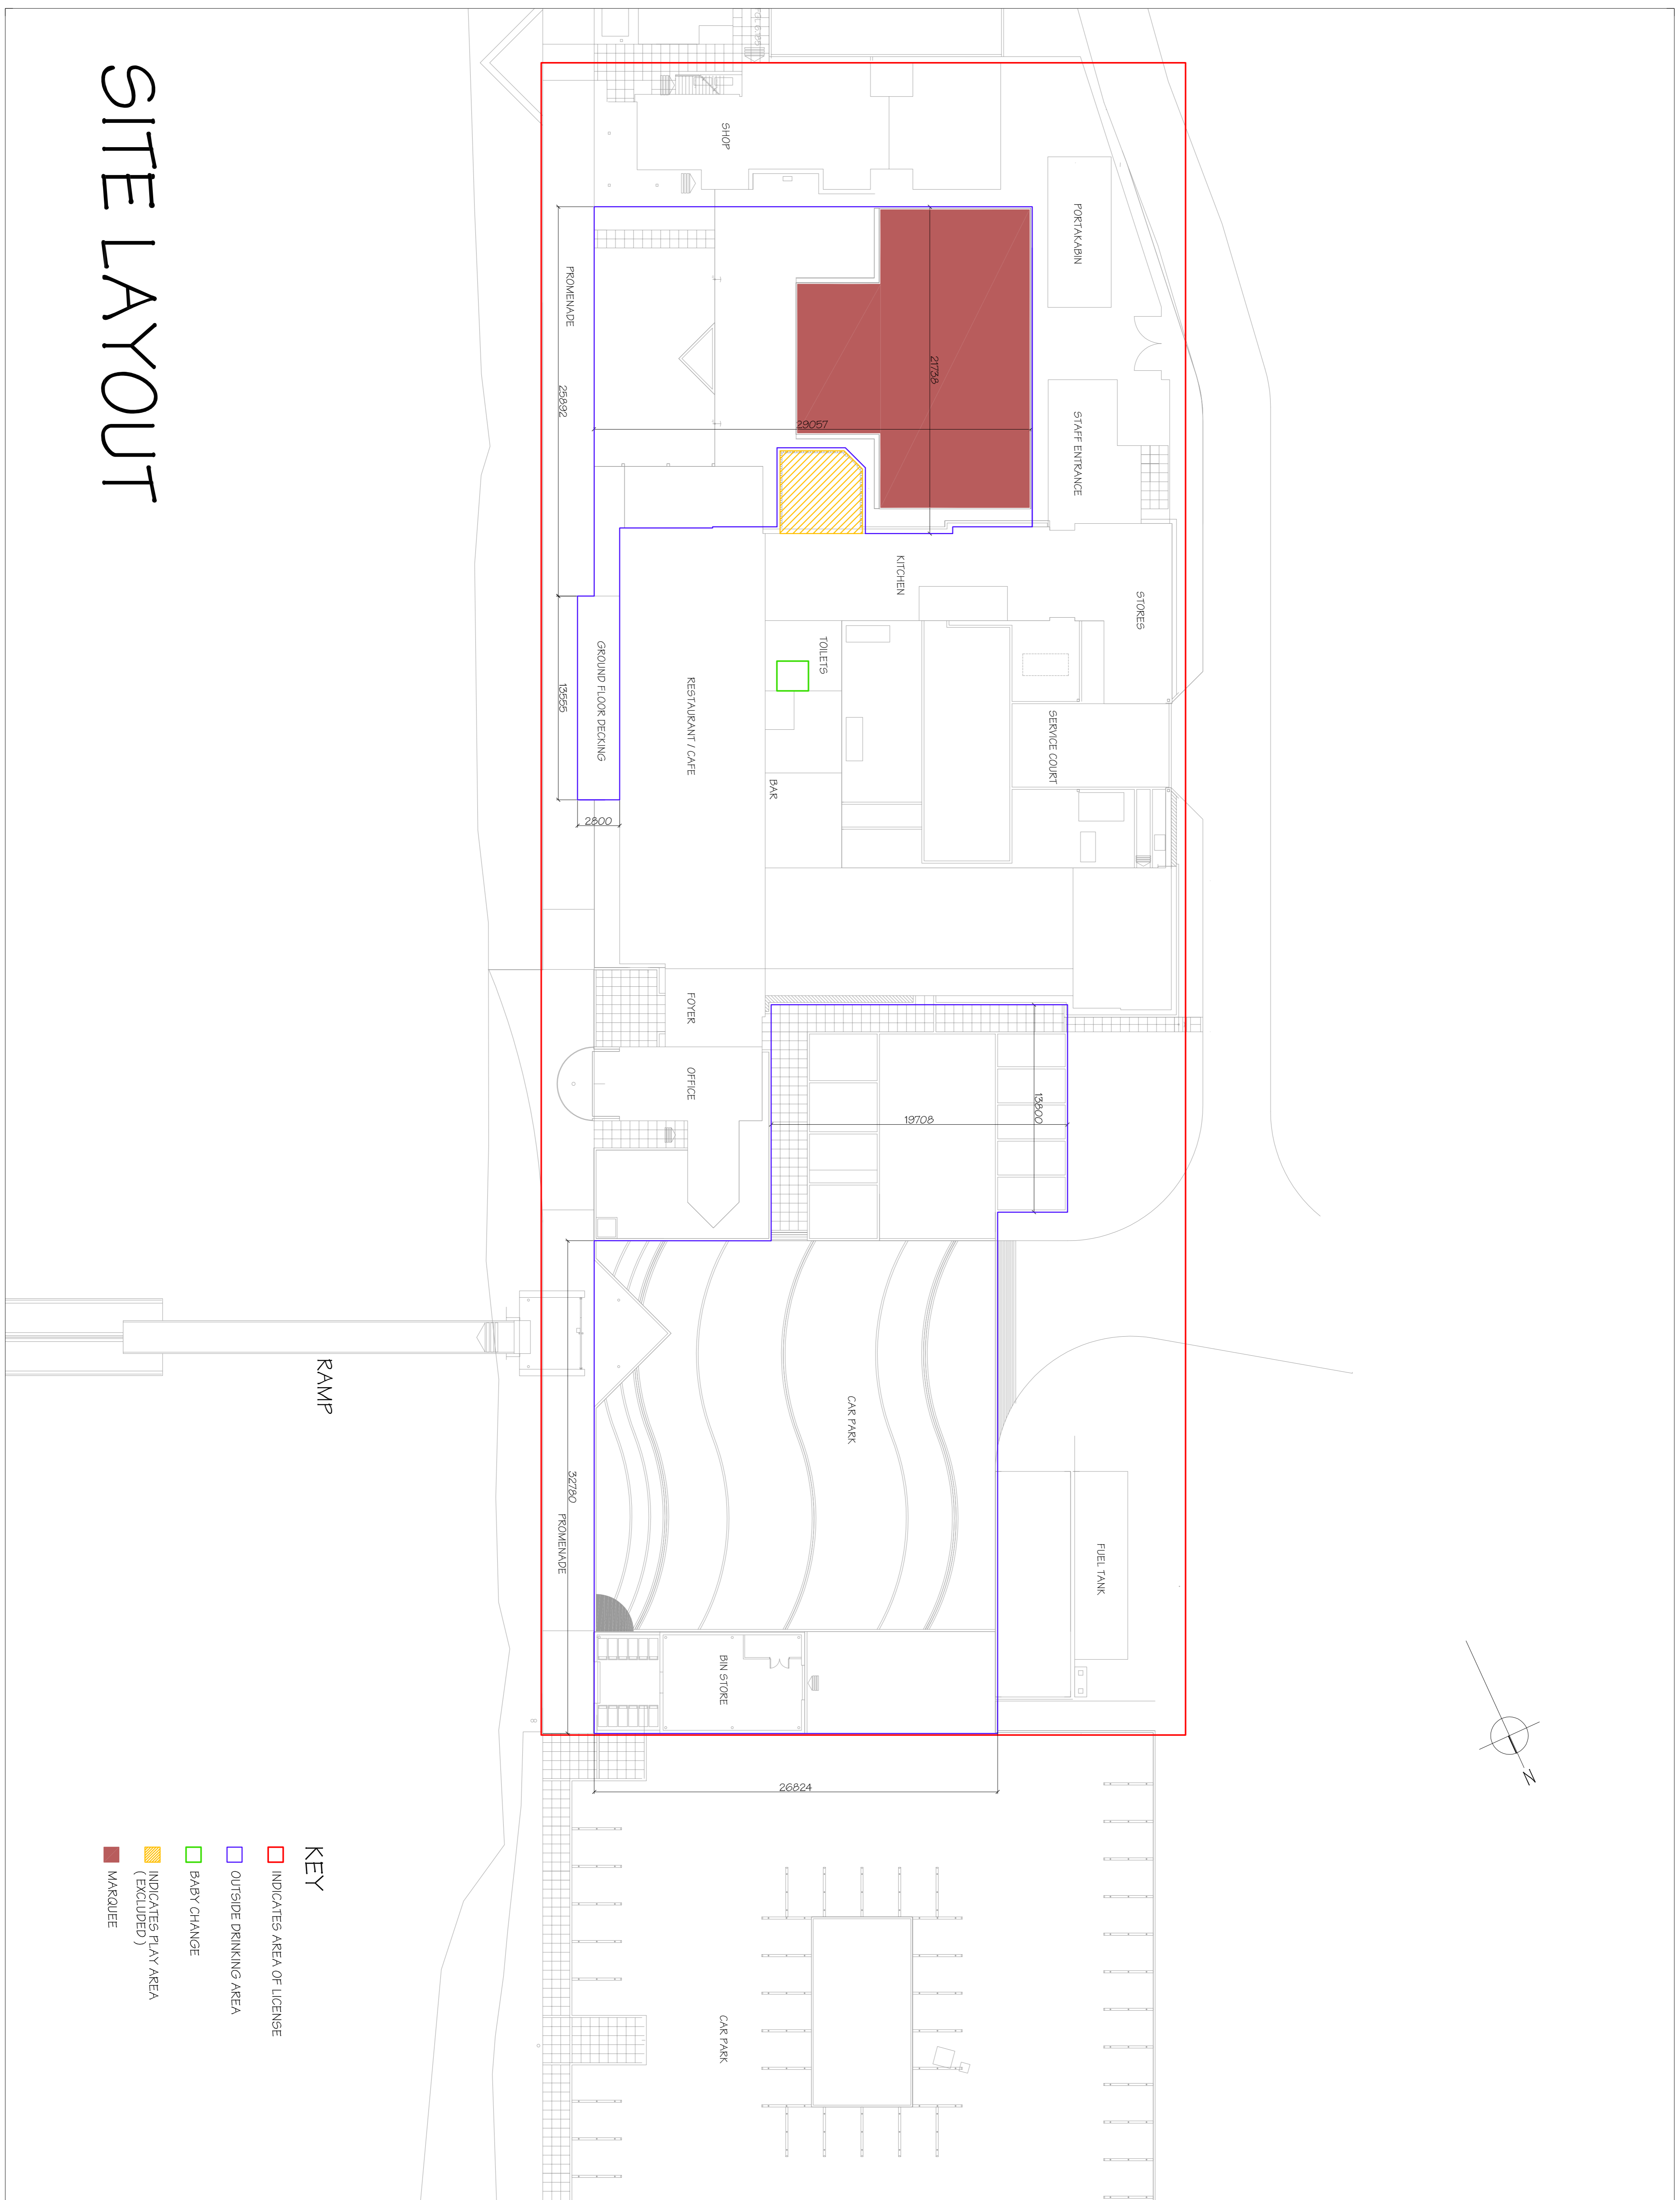 SITE LAYOUT
SHOP
PORTAKABIN
PROMENADE
25892
21738
29057
STAFF ENTRANCE
KITCHEN
STORES
TOILETS
GROUND FLOOR DECKING
13555
2800
RESTAURANT / CAFE
BAR
SERVICE COURT
FOYER
OFFICE
13800
19708
RAMP
CAR PARK
32780
PROMENADE
FUEL TANK
BIN STORE
26824
N
CAR PARK
KEY
INDICATES AREA OF LICENSE
OUTSIDE DRINKING AREA
BABY CHANGE
INDICATES PLAY AREA
( EXCLUDED )
MARQUEE